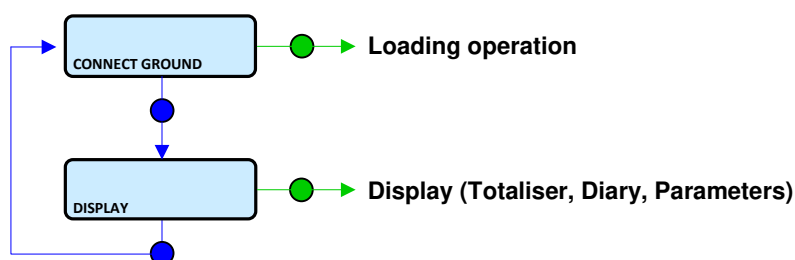 CONNECT GROUND
Loading operation
DISPLAY
Display (Totaliser, Diary, Parameters)